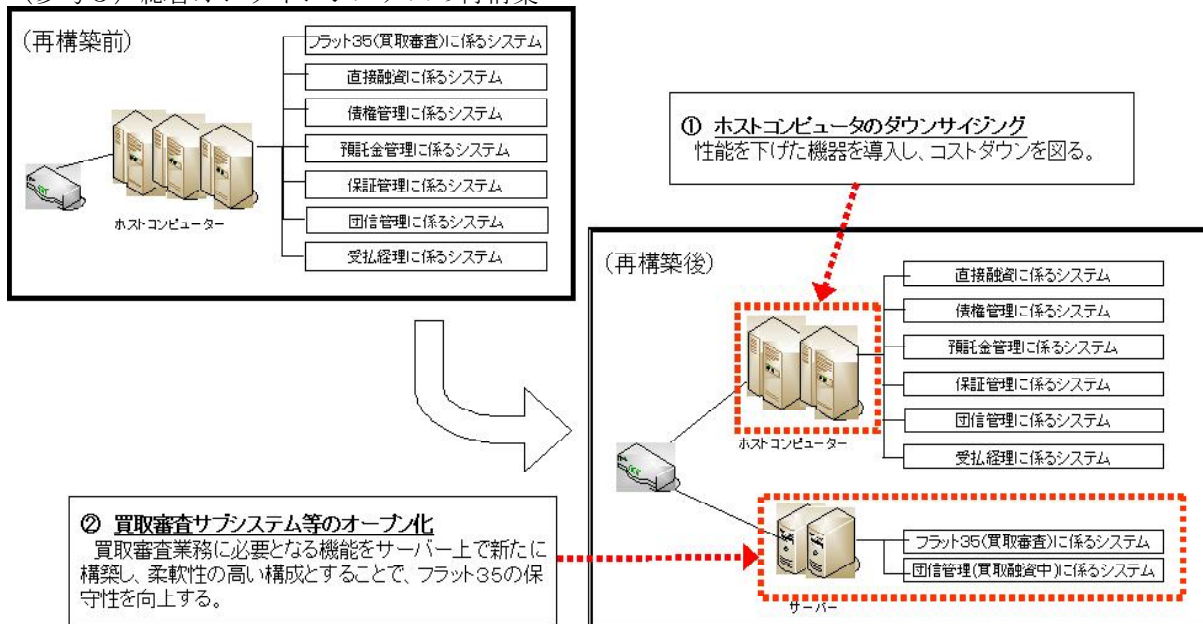 (再構築前)
フラット35(買取審査)に係るシステム
直接融資に係るシステム
債権管理に係るシステム
預託金管理に係るシステム
保証管理に係るシステム
団信管理に係るシステム
受払経理に係るシステム
ホストコンピューター
① ホストコンピュータのダウンサイジング
性能を下げた機器を導入し、コストダウンを図る。
(再構築後)
直接融資に係るシステム
債権管理に係るシステム
預託金管理に係るシステム
保証管理に係るシステム
団信管理に係るシステム
受払経理に係るシステム
ホストコンピューター
② 買取審査サブシステム等のオープン化
買取審査業務に必要となる機能をサーバー上で新たに
構築し、柔軟性の高い構成とすることで、フラット35の保
守性を向上する。
フラット35(買取審査)に係るシステム
団信管理(買取融資中)に係るシステム
サーバー